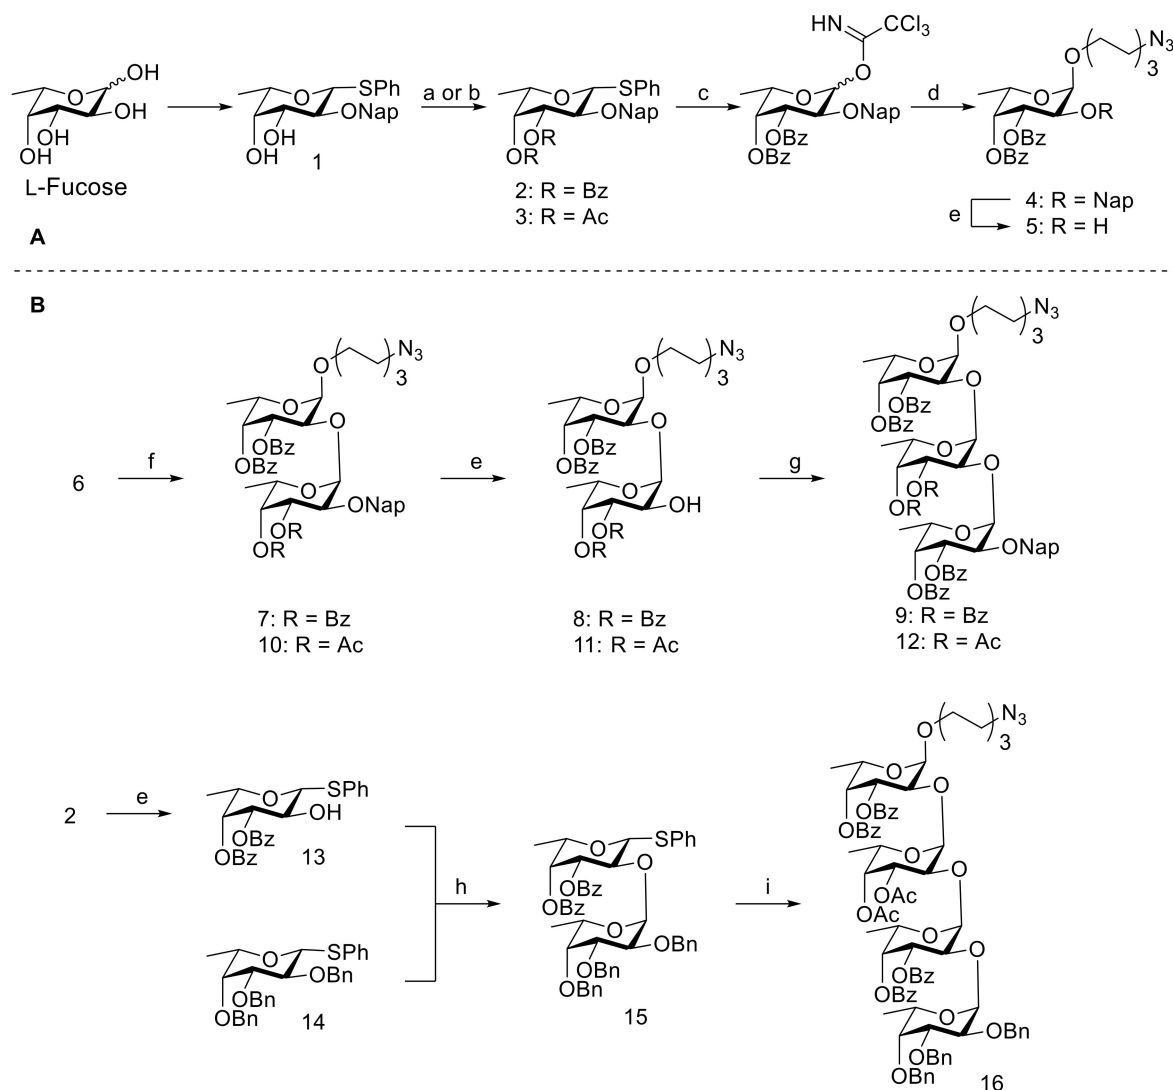 HN CCl3
O
O OH
OH
OH
OH
L-Fucose
O SPh
ONap
OH
OH
1
a or b
O SPh
ONap
OR
OR
2: R = Bz
3: R = Ac
c
O
ONap
OBz
OBz
d
O N3
3
O
OR
OBz
OBz
4: R = Nap
5: R = H
e
A
B
6
f
O N3
3
O
O
OBz
OBz
O
ONap
OR
OR
7: R = Bz
10: R = Ac
e
O N3
3
O
O
OBz
OBz
O
OH
OR
OR
8: R = Bz
11: R = Ac
g
O N3
3
O
O
OBz
OBz
O
O
OR
OR
O
ONap
OBz
OBz
9: R = Bz
12: R = Ac
2
e
O SPh
OH
OBz
OBz
13
O SPh
OBn
OBn
OBn
14
h
O SPh
O
OBz
OBz
O
OBn
OBn
OBn
15
i
O N3
3
O
O
OBz
OBz
O
O
OAc
OAc
O
O
OBz
OBz
O
OBn
OBn
OBn
16